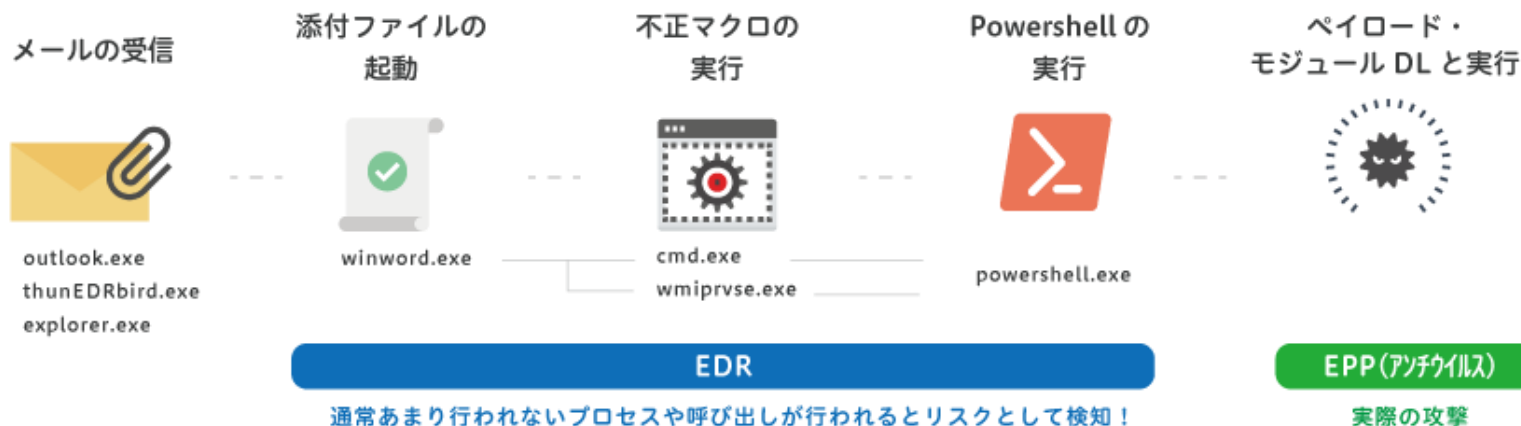 メールの受信
添付ファイルの
起動
不正マクロの
実行
Powershell の
実行
ペイロード・
モジュール DL と実行
outlook.exe
thunEDRbird.exe
explorer.exe
winword.exe
cmd.exe
wmiprvse.exe
powershell.exe
EDR
通常あまり行われないプロセスや呼び出しが行われるとリスクとして検知！
EPP(アンチウイルス)
実際の攻撃